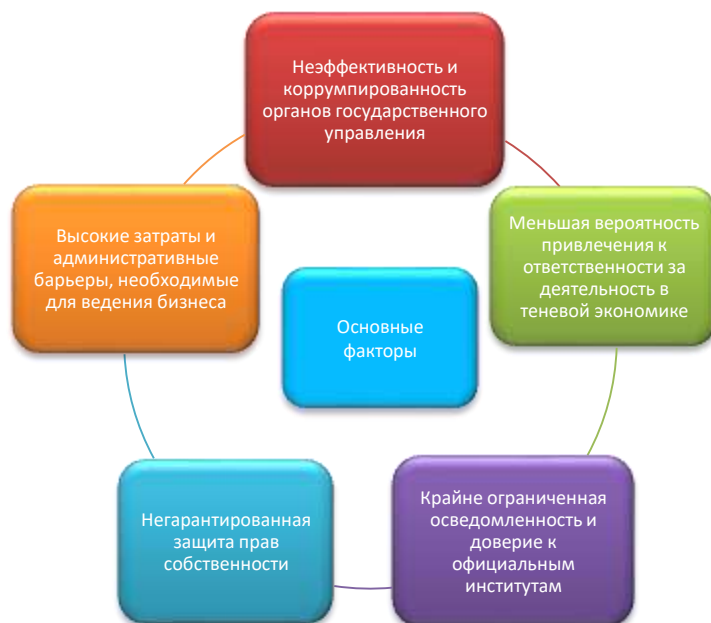 Неэффективность и
коррумпированность
органов государственного
управления
Меньшая вероятность
привлечения к
ответственности за
деятельность в
теневой экономике
Крайне ограниченная
осведомленность и
доверие к
официальным
институтам
Негарантированная
защита прав
собственности
Высокие затраты и
административные
барьеры, необходимые
для ведения бизнеса
Основные
факторы